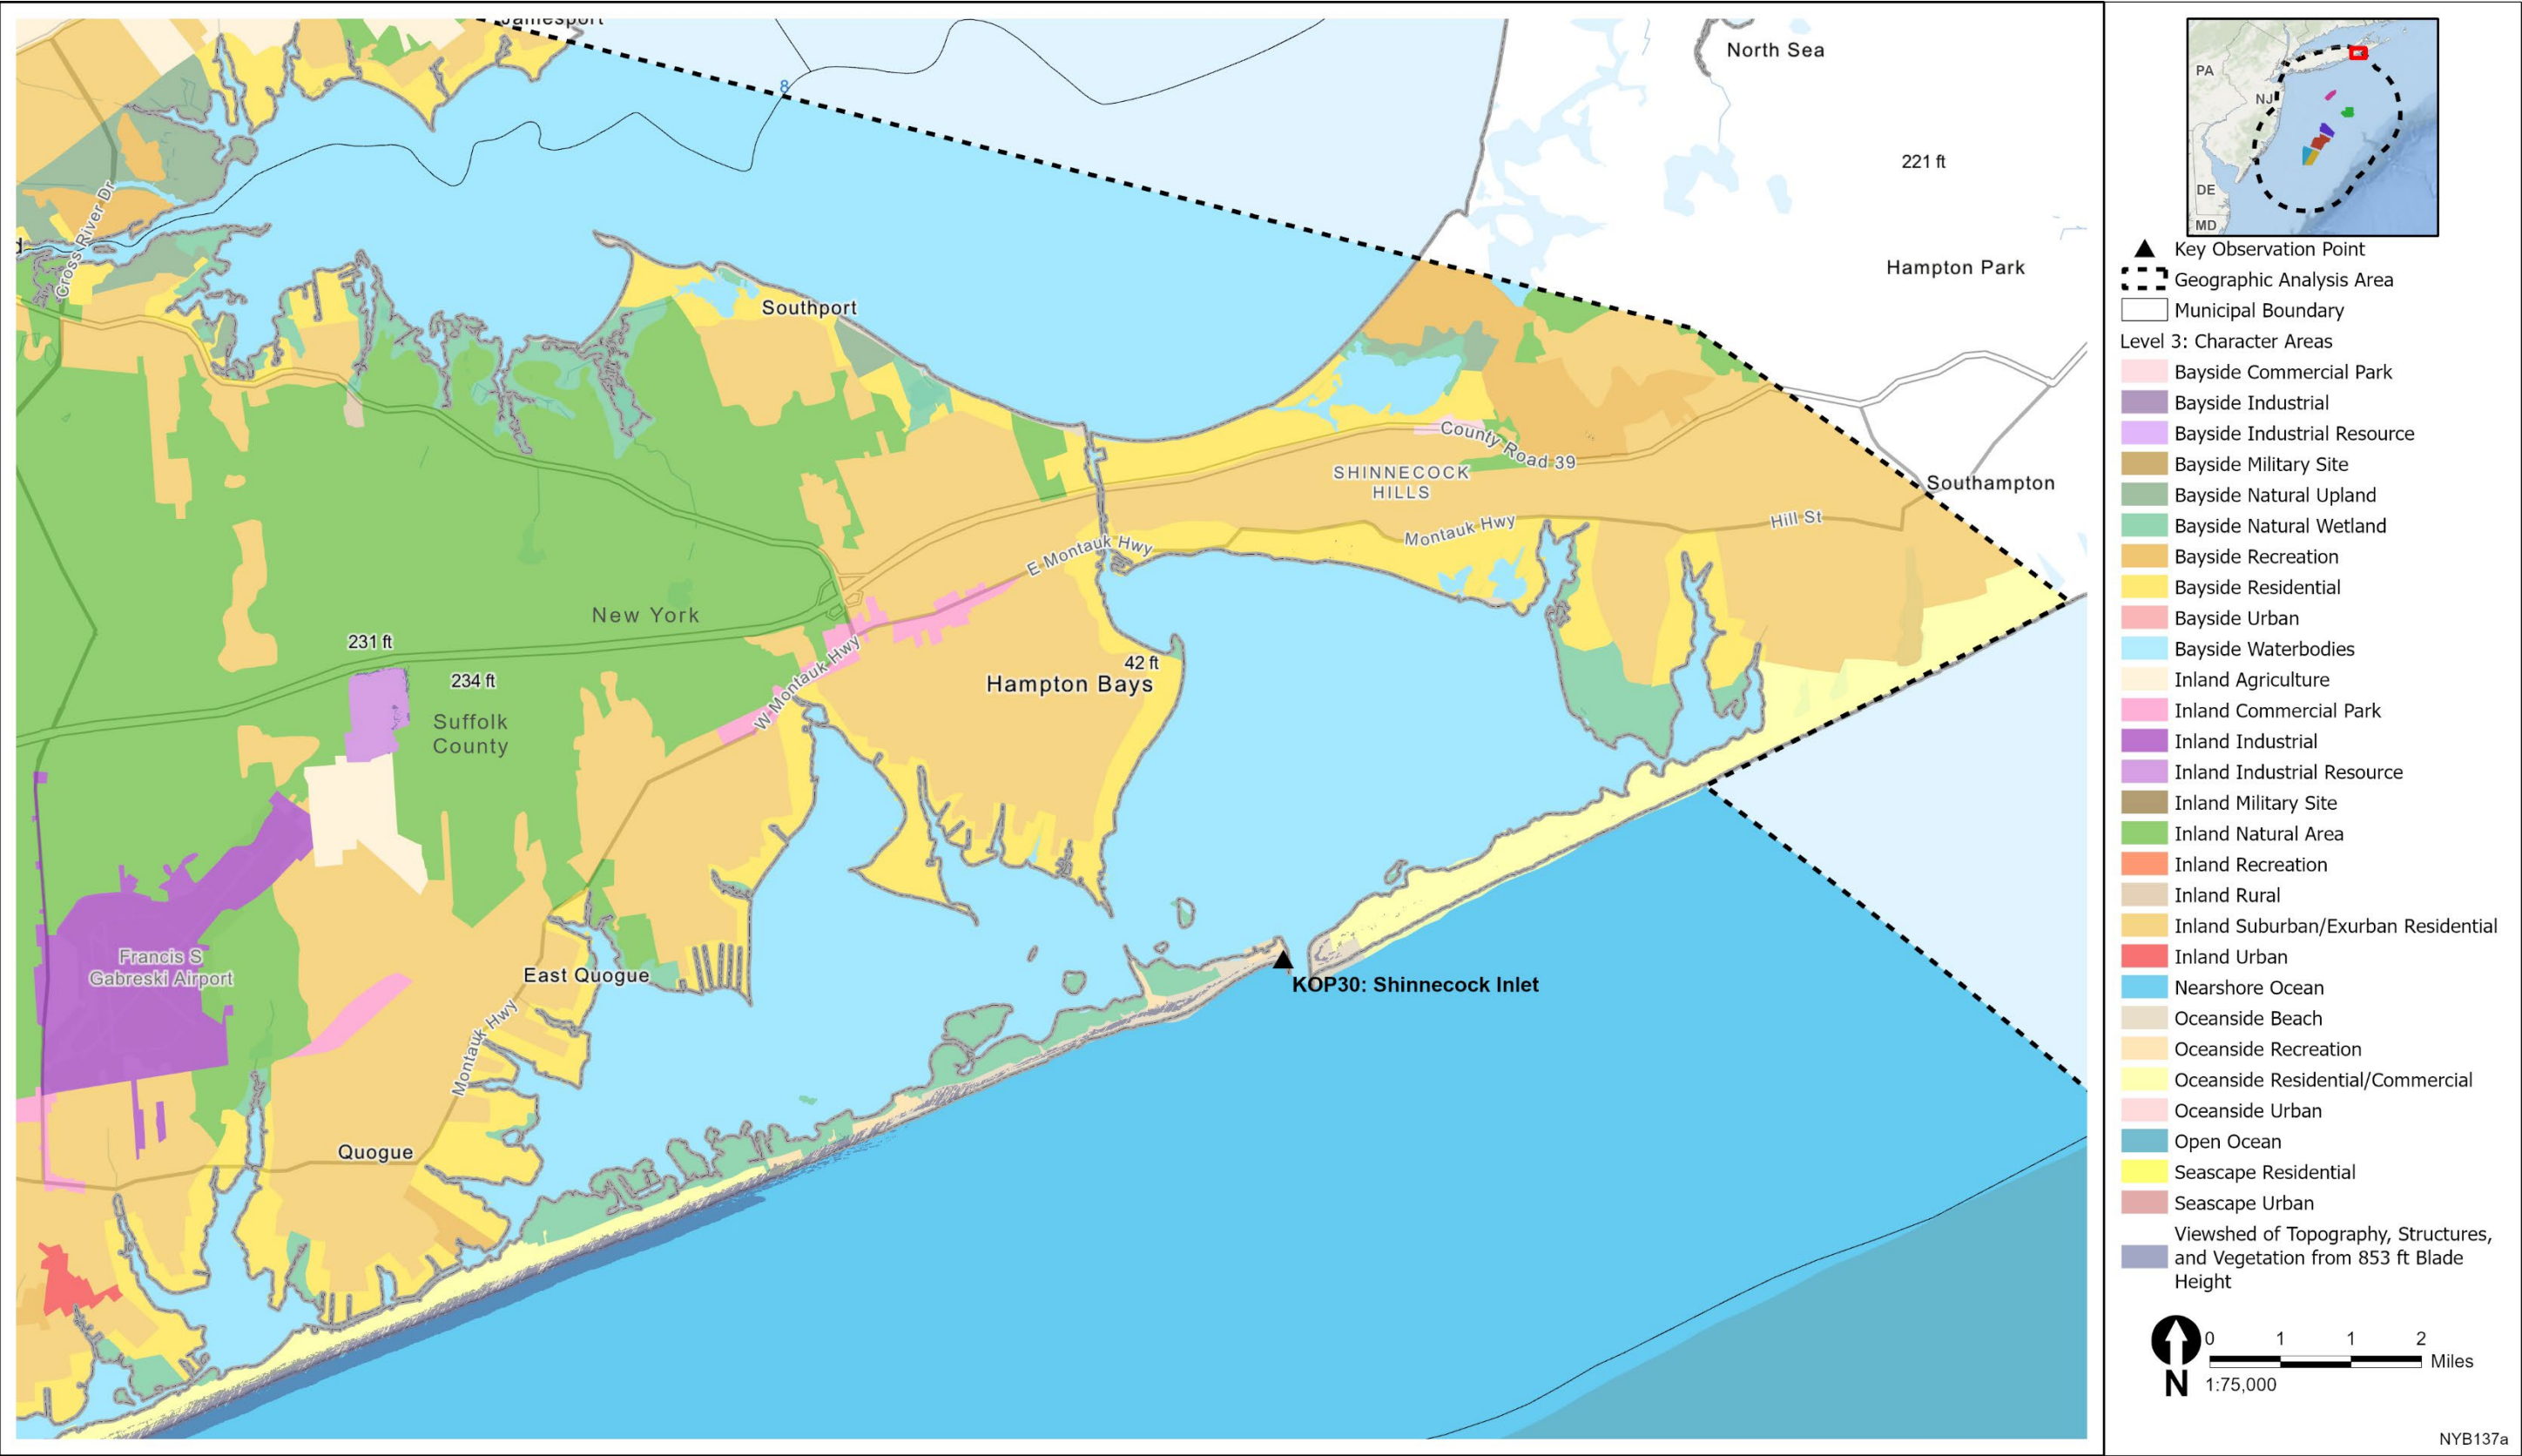 Jamesport
North Sea
8
221 ft
Cross River Dr
Hampton Park
Southport
County Road 39
SHINNECOCK
HILLS
Southampton
Montauk Hwy
Hill St
E Montauk Hwy
New York
231 ft
234 ft
42 ft
Hampton Bays
W Montauk Hwy
Suffolk
County
Francis S
Gabreski Airport
East Quogue
KOP30: Shinnecock Inlet
Montauk Hwy
Quogue
PA
NJ
DE
MD
Key Observation Point
Geographic Analysis Area
Municipal Boundary
Level 3: Character Areas
Bayside Commercial Park
Bayside Industrial
Bayside Industrial Resource
Bayside Military Site
Bayside Natural Upland
Bayside Natural Wetland
Bayside Recreation
Bayside Residential
Bayside Urban
Bayside Waterbodies
Inland Agriculture
Inland Commercial Park
Inland Industrial
Inland Industrial Resource
Inland Military Site
Inland Natural Area
Inland Recreation
Inland Rural
Inland Suburban/Exurban Residential
Inland Urban
Nearshore Ocean
Oceanside Beach
Oceanside Recreation
Oceanside Residential/Commercial
Oceanside Urban
Open Ocean
Seascape Residential
Seascape Urban
Viewshed of Topography, Structures,
and Vegetation from 853 ft Blade
Height
0 1 1 2
Miles
N 1:75,000
NYB137a